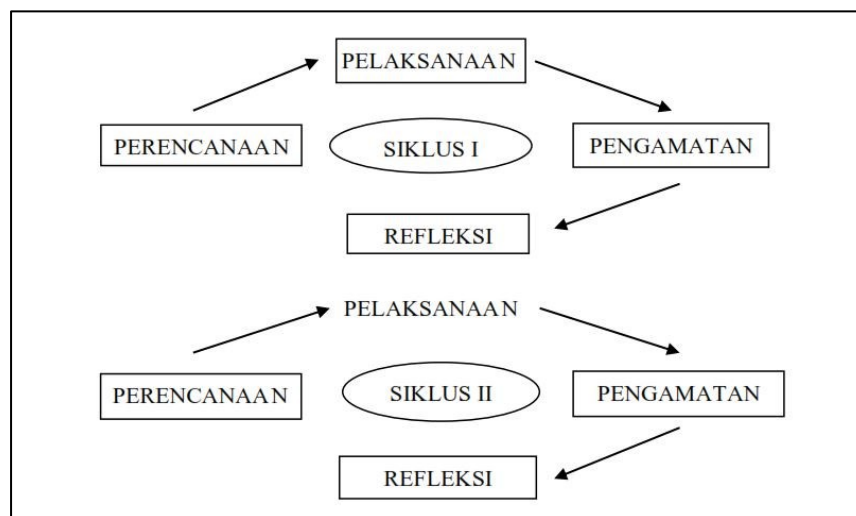 PELAKSANAAN
PERENCANAAN
SIKLUS I
PENGAMATAN
REFLEKSI
PELAKSANAAN
PERENCANAAN
SIKLUS II
PENGAMATAN
REFLEKSI